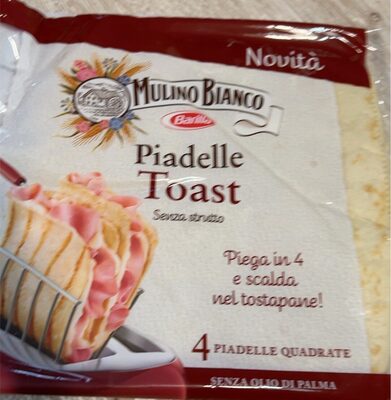 Novità
MULINO BIANCO
Barilla
Piadelle
Toast
Senza strutto
Piega in 4
e scalda
nel tostapane!
4 PIADELLE QUADRATE
SENZA OLIO DI PALMA